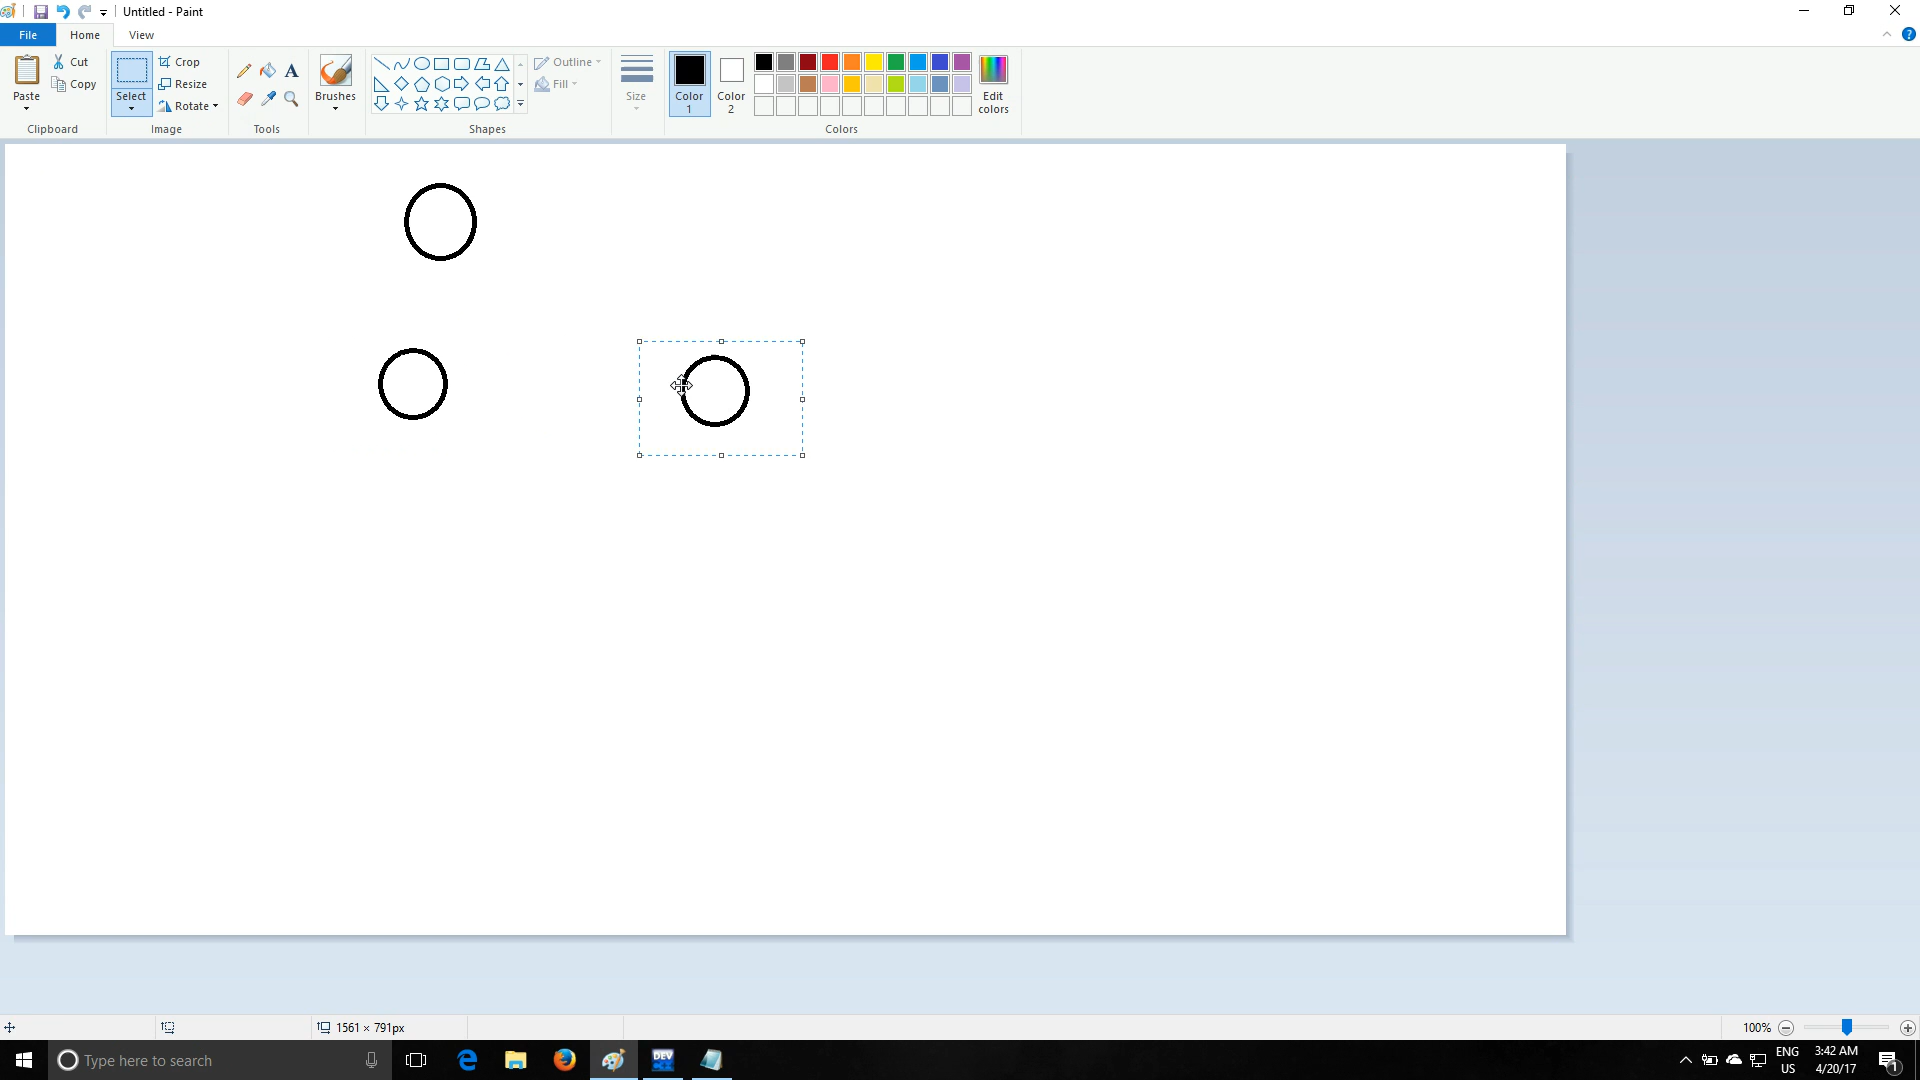 Untitled - Paint
File Home View
Paste
Cut
Copy
Clipboard
Select
Crop
Resize
Rotate
Image
A
Tools
Brushes
Outline
Fill
Shapes
Size
Color 1
Color 2
Edit colors
Colors
1561 × 791px
100%
Type here to search
DEV
ENG
US
3:42 AM
4/20/17
1